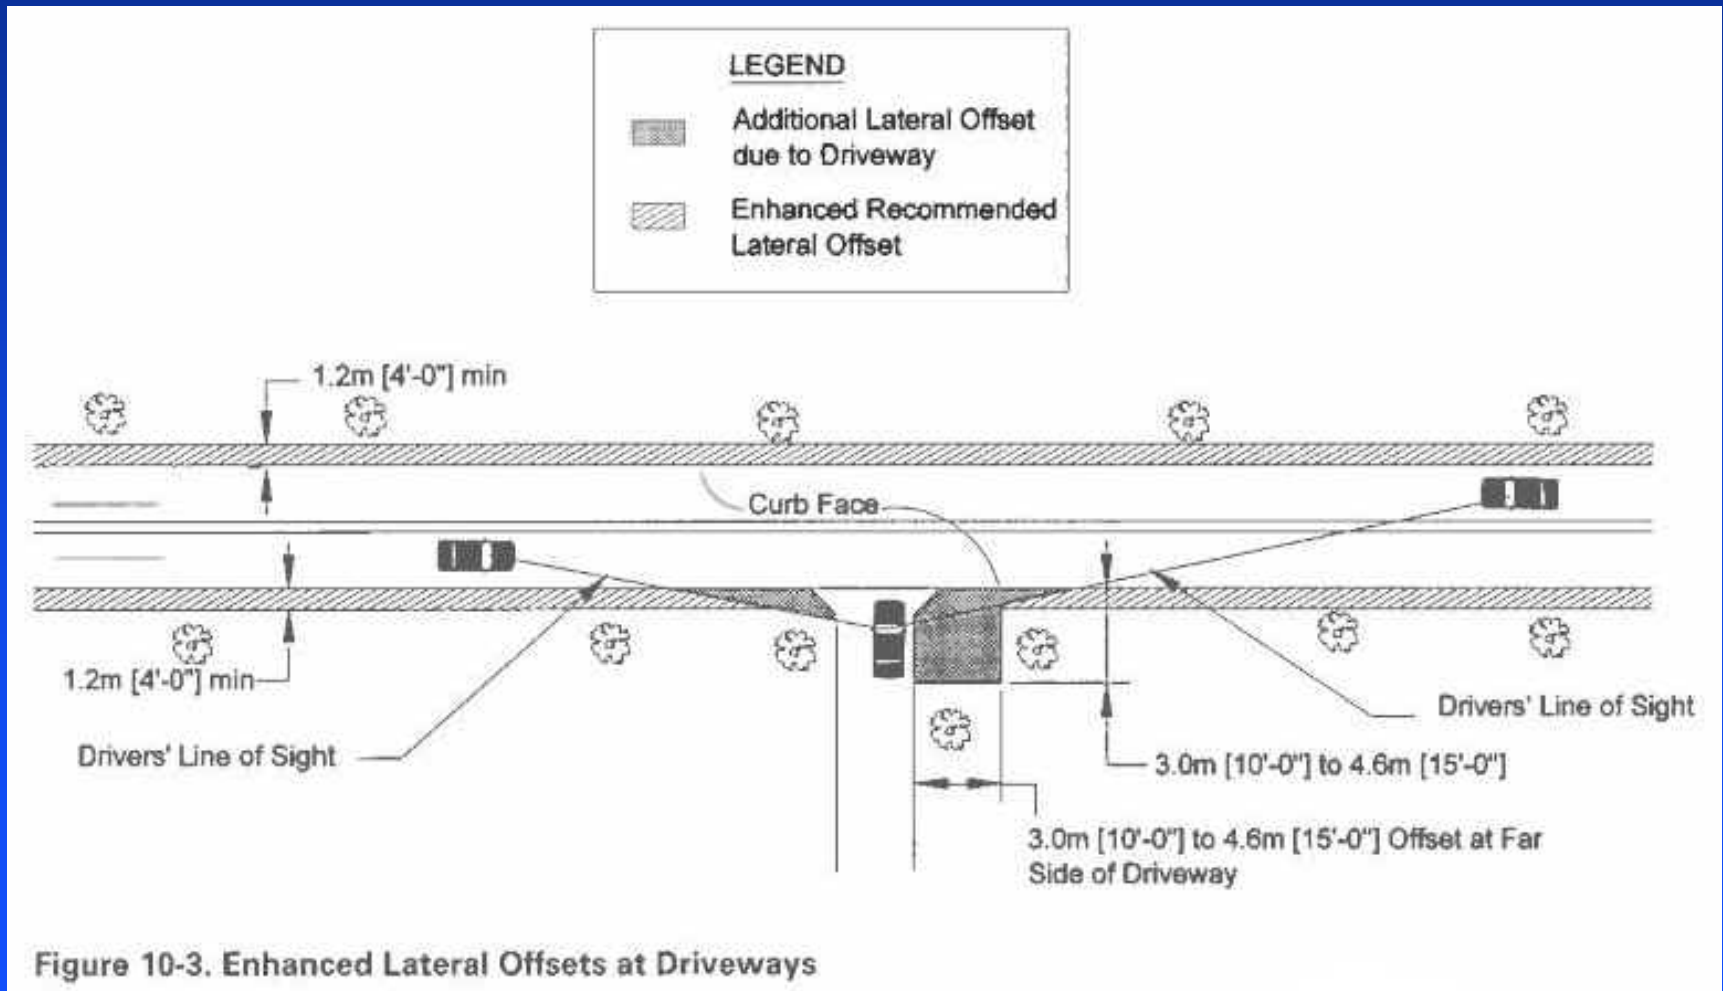 LEGEND
Additional Lateral Offset
due to Driveway
Enhanced Recommended
Lateral Offset
1.2m [4'-0"] min
Curb Face
1.2m [4'-0"] min
Drivers' Line of Sight
Drivers' Line of Sight
3.0m [10'-0"] to 4.6m [15'-0"]
3.0m [10'-0"] to 4.6m [15'-0"] Offset at Far
Side of Driveway
Figure 10-3. Enhanced Lateral Offsets at Driveways